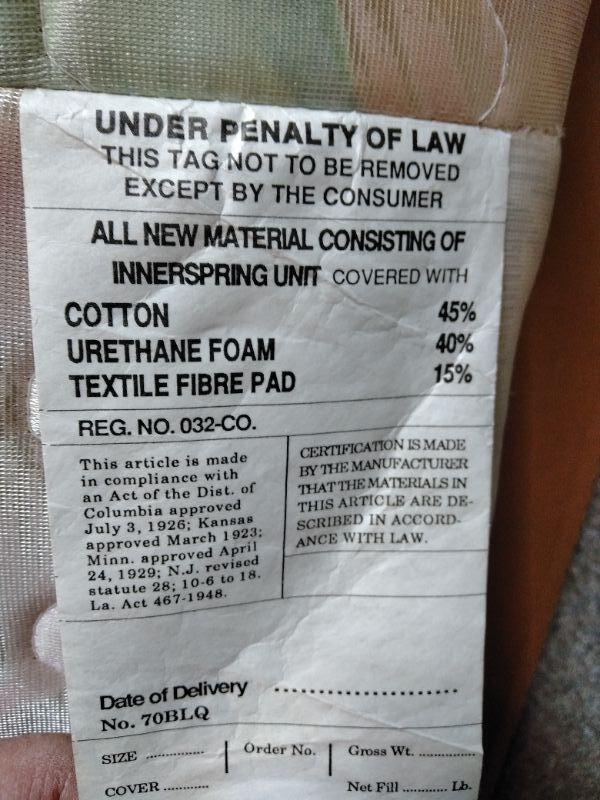 UNDER PENALTY OF LAW
THIS TAG NOT TO BE REMOVED
EXCEPT BY THE CONSUMER
ALL NEW MATERIAL CONSISTING OF
INNERSPRING UNIT COVERED WITH
COTTON 45%
URETHANE FOAM 40%
TEXTILE FIBRE PAD 15%
REG. NO. 032-CO.
This article is made
in compliance with
an Act of the Dist. of
Columbia approved
July 3, 1926; Kansas
approved March 1923;
Minn. approved April
24, 1929; N.J. revised
statute 28; 10-6 to 18.
La. Act 467-1948.
CERTIFICATION IS MADE
BY THE MANUFACTURER
THAT THE MATERIALS IN
THIS ARTICLE ARE DE-
SCRIBED IN ACCORD-
ANCE WITH LAW.
Date of Delivery ........................
No. 70BLQ
SIZE ............... Order No. Gross Wt. ..............
COVER ............ Net Fill ............ Lb.